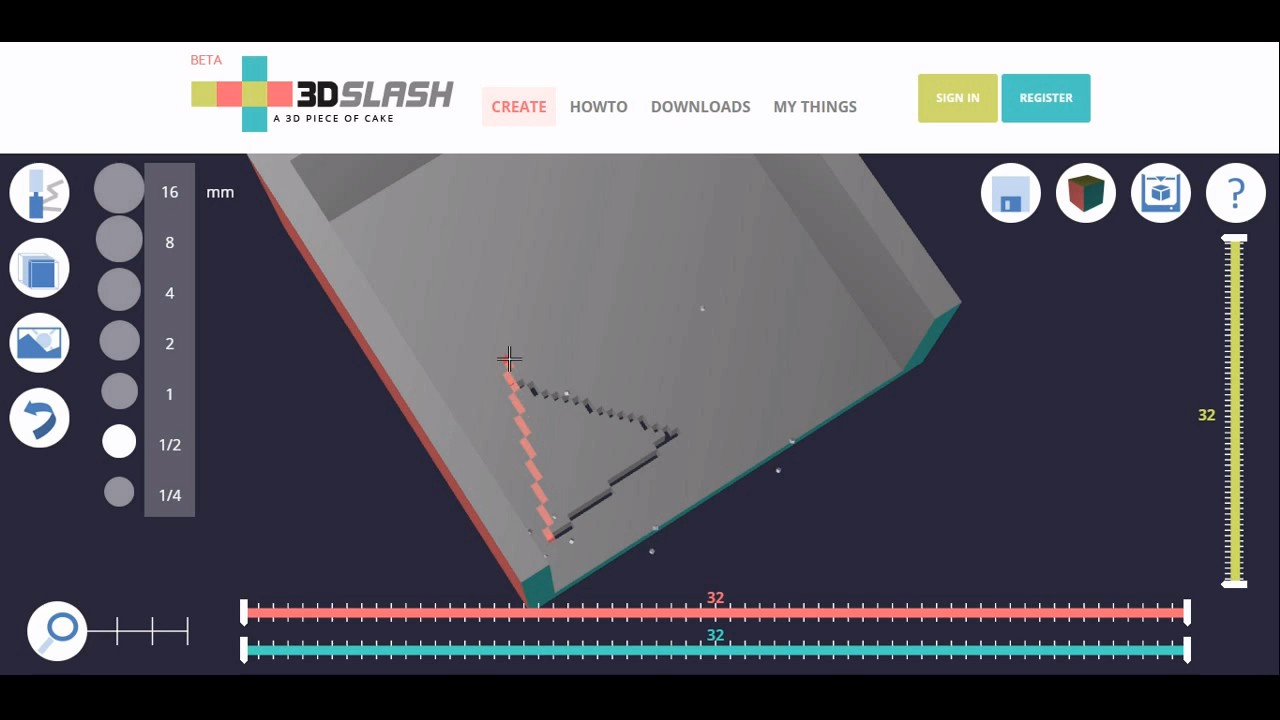 BETA
3DSLASH
A 3D PIECE OF CAKE
CREATE
HOWTO
DOWNLOADS
MY THINGS
SIGN IN
REGISTER
16 mm
8
4
2
1
1/2
1/4
?
32
32
32